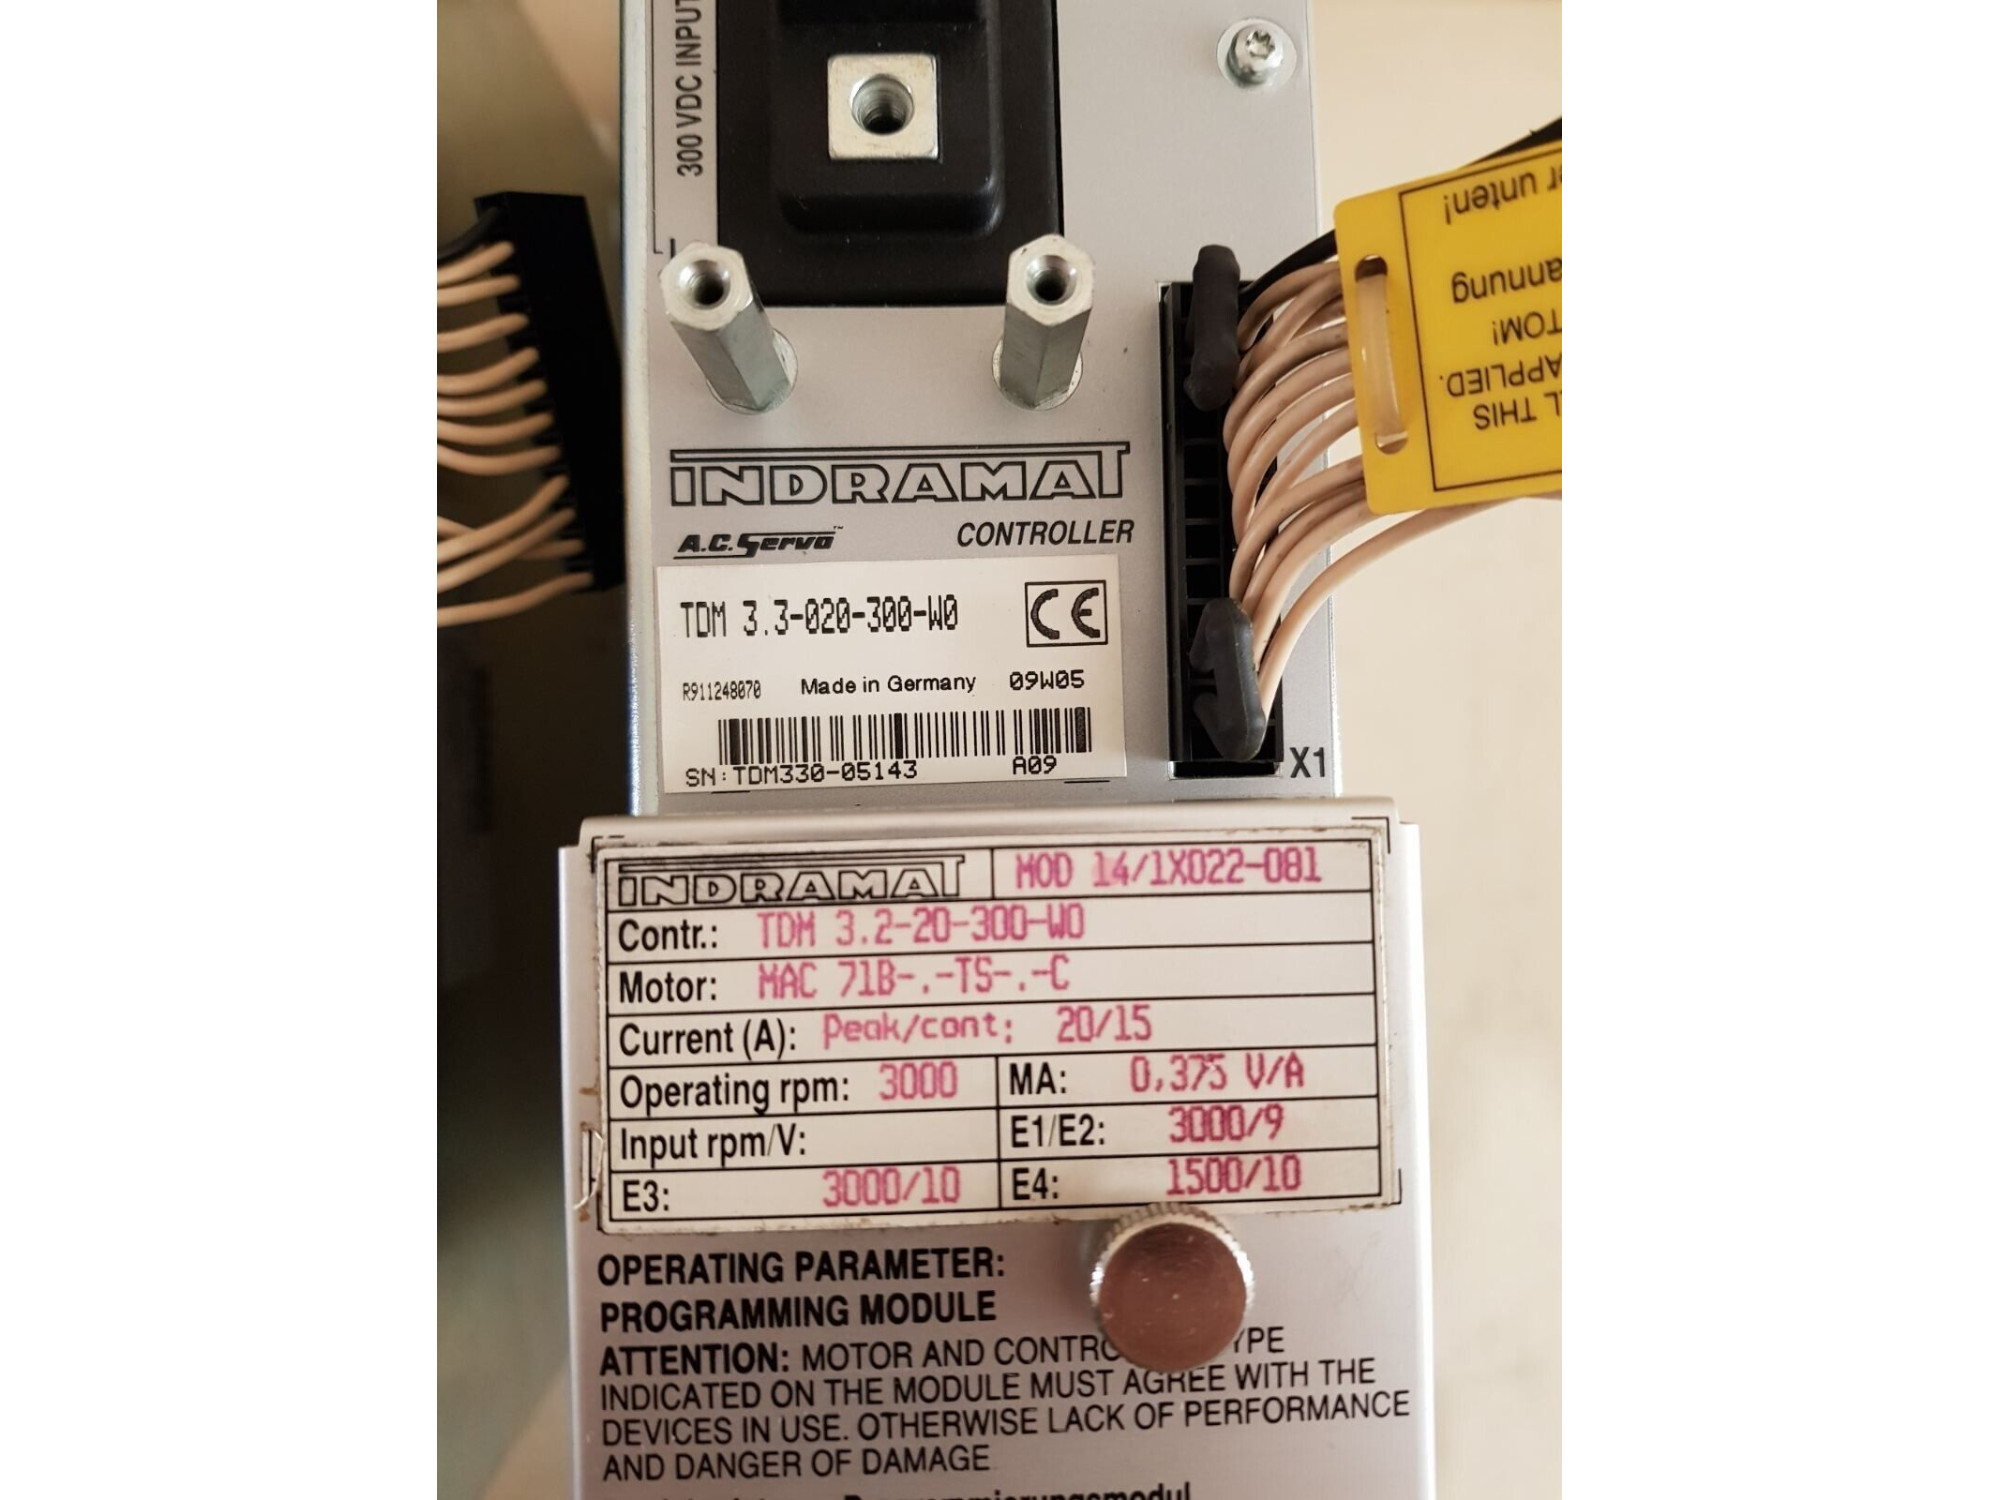 300 VDC INPUT
er unten!
annung
TOM!
APPLIED.
L THIS
INDRAMAT
A.C. Servo™ CONTROLLER
TDM 3.3-020-300-W0 CE
R911248070 Made in Germany 09W05
SN:TDM330-05143 A09
X1
INDRAMAT MOD 14/1X022-081
Contr.: TDM 3.2-20-300-W0
Motor: MAC 71B-.-TS-.-C
Current (A): Peak/cont: 20/15
Operating rpm: 3000 MA: 0,375 V/A
Input rpm/V: E1/E2: 3000/9
E3: 3000/10 E4: 1500/10
OPERATING PARAMETER:
PROGRAMMING MODULE
ATTENTION: MOTOR AND CONTRO YPE
INDICATED ON THE MODULE MUST AGREE WITH THE
DEVICES IN USE. OTHERWISE LACK OF PERFORMANCE
AND DANGER OF DAMAGE
Programmierungsmodul